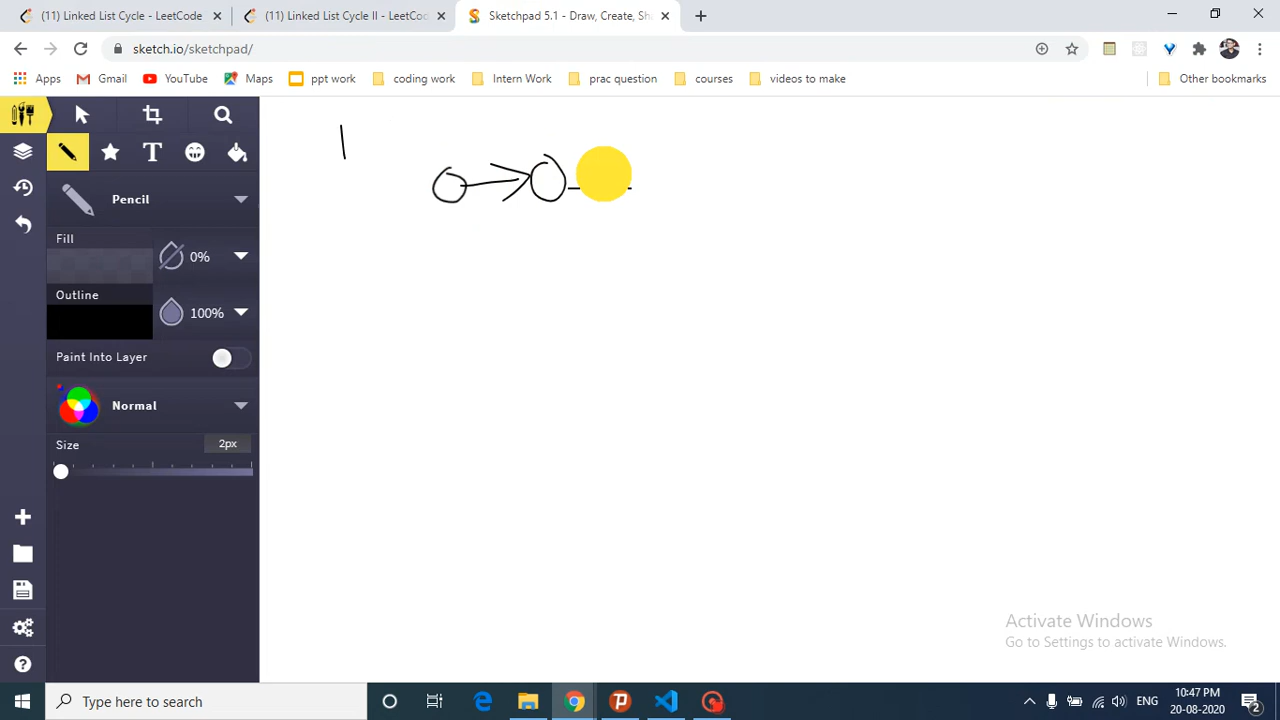 (11) Linked List Cycle - LeetCode
(11) Linked List Cycle II - LeetCod
Sketchpad 5.1 - Draw, Create, Sha
sketch.io/sketchpad/
Apps
Gmail
YouTube
Maps
ppt work
coding work
Intern Work
prac question
courses
videos to make
Other bookmarks
Pencil
Fill
0%
Outline
100%
Paint Into Layer
Normal
Size
2px
Activate Windows
Go to Settings to activate Windows.
Type here to search
ENG
10:47 PM
20-08-2020
2